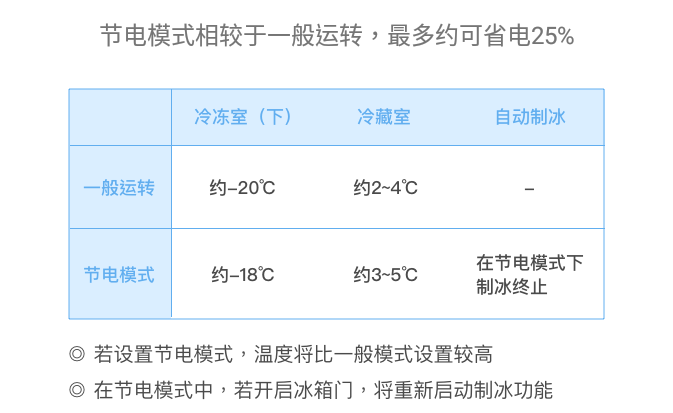 节电模式相较于一般运转，最多约可省电25%
冷冻室（下） 冷藏室 自动制冰
一般运转 约–20℃ 约2~4℃ –
节电模式 约–18℃ 约3~5℃ 在节电模式下
制冰终止
◎ 若设置节电模式，温度将比一般模式设置较高
◎ 在节电模式中，若开启冰箱门，将重新启动制冰功能